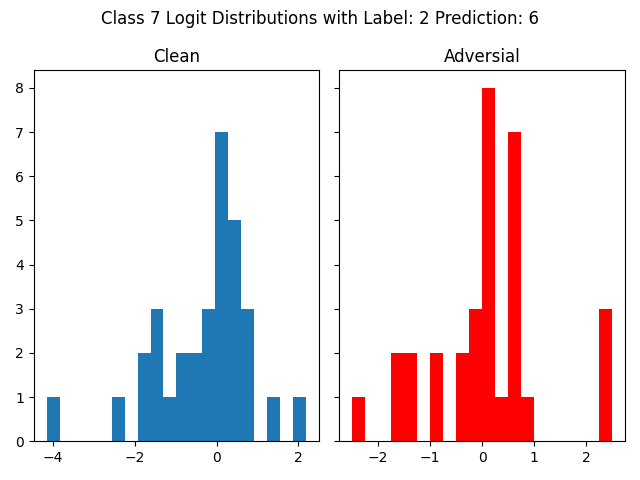 Class 7 Logit Distributions with Label: 2 Prediction: 6
Clean
Adversial
8
7
6
5
4
3
2
1
0
−4 −2 0 2
−2 −1 0 1 2